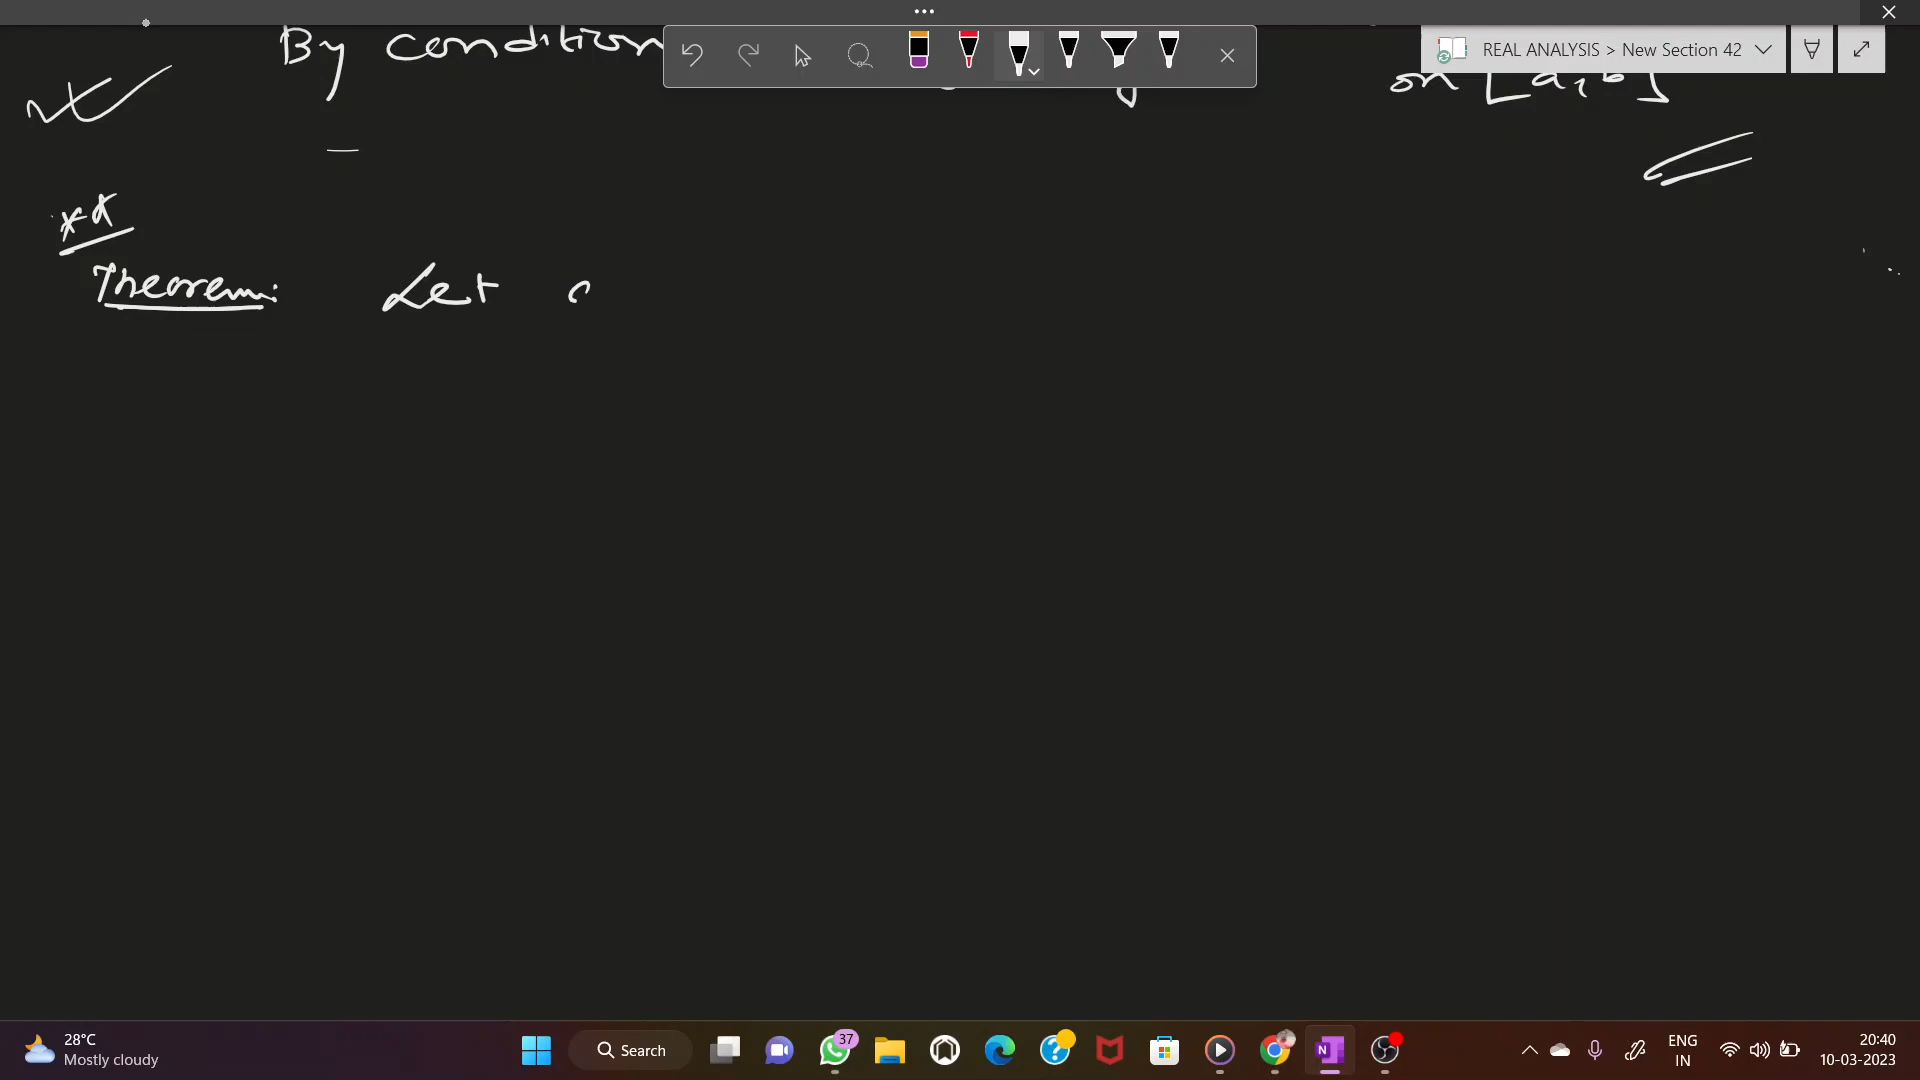 REAL ANALYSIS > New Section 42
By condition
on [a, b]
**
Theorem: Let
28°C
Mostly cloudy
Search
37
ENG
IN
20:40
10-03-2023